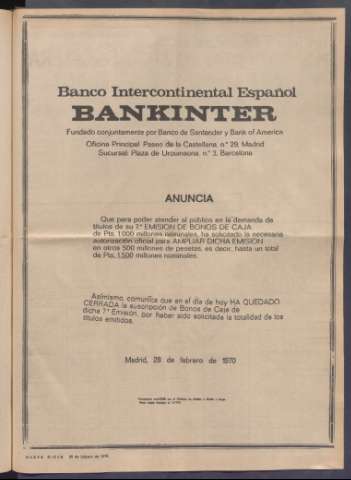 Banco Intercontinental Español
BANKINTER
Fundado conjuntamente por Banco de Santander y Bank of America
Oficina Principal: Paseo de la Castellana, n.º 29, Madrid
Sucursal: Plaza de Urquinaona, n.º 3, Barcelona
ANUNCIA
Que para poder atender al público en la demanda de
títulos de su 7.ª EMISION DE BONOS DE CAJA
de Pts. 1.000 millones nominales, ha solicitado la necesaria
autorización oficial para AMPLIAR DICHA EMISION
en otros 500 millones de pesetas, es decir, hasta un total
de Pts. 1.500 millones nominales.
Asimismo, comunica que en el día de hoy HA QUEDADO
CERRADA la suscripción de Bonos de Caja de
dicha 7.ª Emisión, por haber sido solicitada la totalidad de los
títulos emitidos.
Madrid, 28 de febrero de 1970